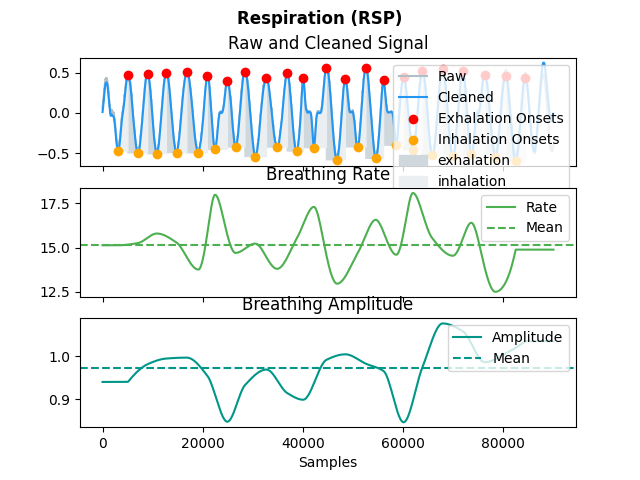 Respiration (RSP)
Raw and Cleaned Signal
0.5
0.0
−0.5
Raw
Cleaned
Exhalation Onsets
Inhalation Onsets
exhalation
inhalation
Breathing Rate
17.5
15.0
12.5
Rate
Mean
Breathing Amplitude
1.0
0.9
Amplitude
Mean
0 20000 40000 60000 80000
Samples